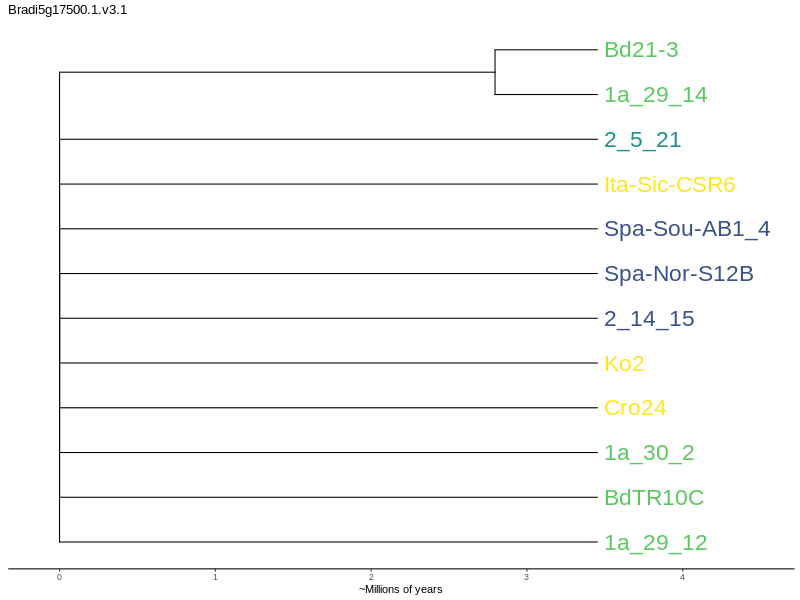 Bradi5g17500.1.v3.1
Bd21-3
1a_29_14
2_5_21
Ita-Sic-CSR6
Spa-Sou-AB1_4
Spa-Nor-S12B
2_14_15
Ko2
Cro24
1a_30_2
BdTR10C
1a_29_12
0 1 2 3 4
~Millions of years